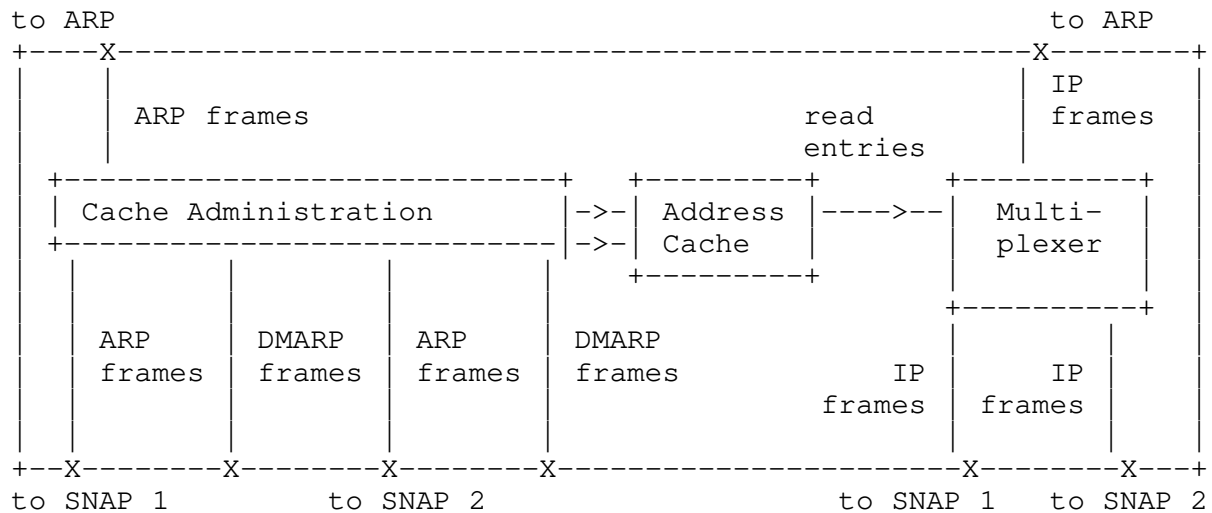 to ARP to ARP
IP
ARP frames read frames
entries
Cache Administration Address Multi-
Cache plexer
ARP DMARP ARP DMARP
frames frames frames frames IP IP
frames frames
to SNAP 1 to SNAP 2 to SNAP 1 to SNAP 2